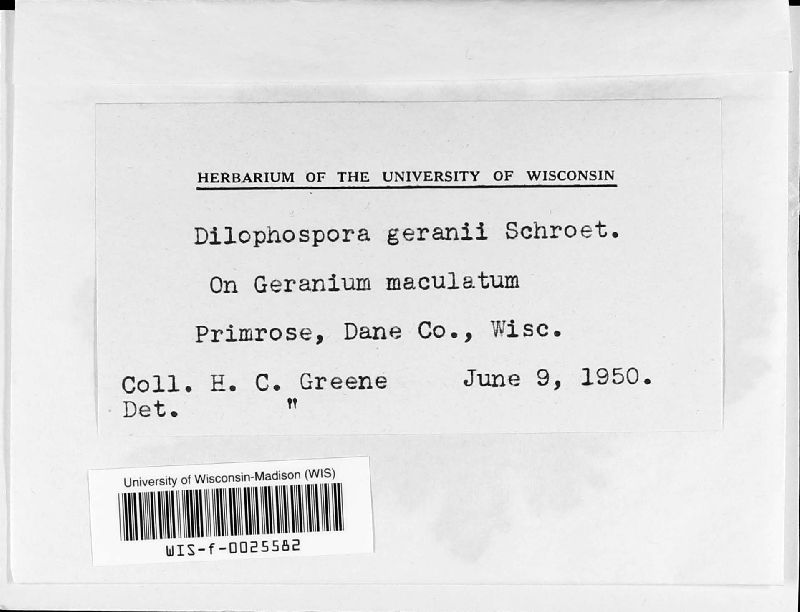 HERBARIUM OF THE UNIVERSITY OF WISCONSIN
Dilophospora geranii Schroet.
On Geranium maculatum
Primrose, Dane Co., Wisc.
Coll. H. C. Greene June 9, 1950.
Det. "
University of Wisconsin-Madison (WIS)
WIS-f-0025582